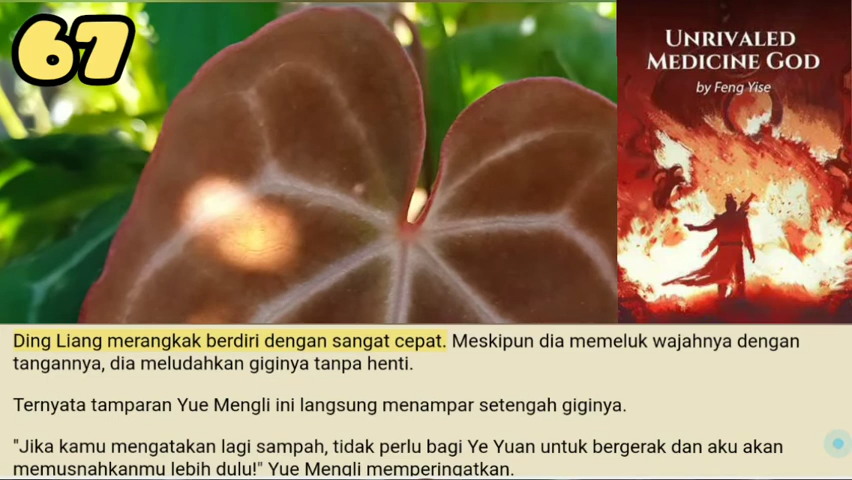 67
UNRIVALED
MEDICINE GOD
by Feng Yise
Ding Liang merangkak berdiri dengan sangat cepat. Meskipun dia memeluk wajahnya dengan
tangannya, dia meludahkan giginya tanpa henti.
Ternyata tamparan Yue Mengli ini langsung menampar setengah giginya.
"Jika kamu mengatakan lagi sampah, tidak perlu bagi Ye Yuan untuk bergerak dan aku akan
memusnahkanmu lebih dulu!" Yue Mengli memperingatkan.